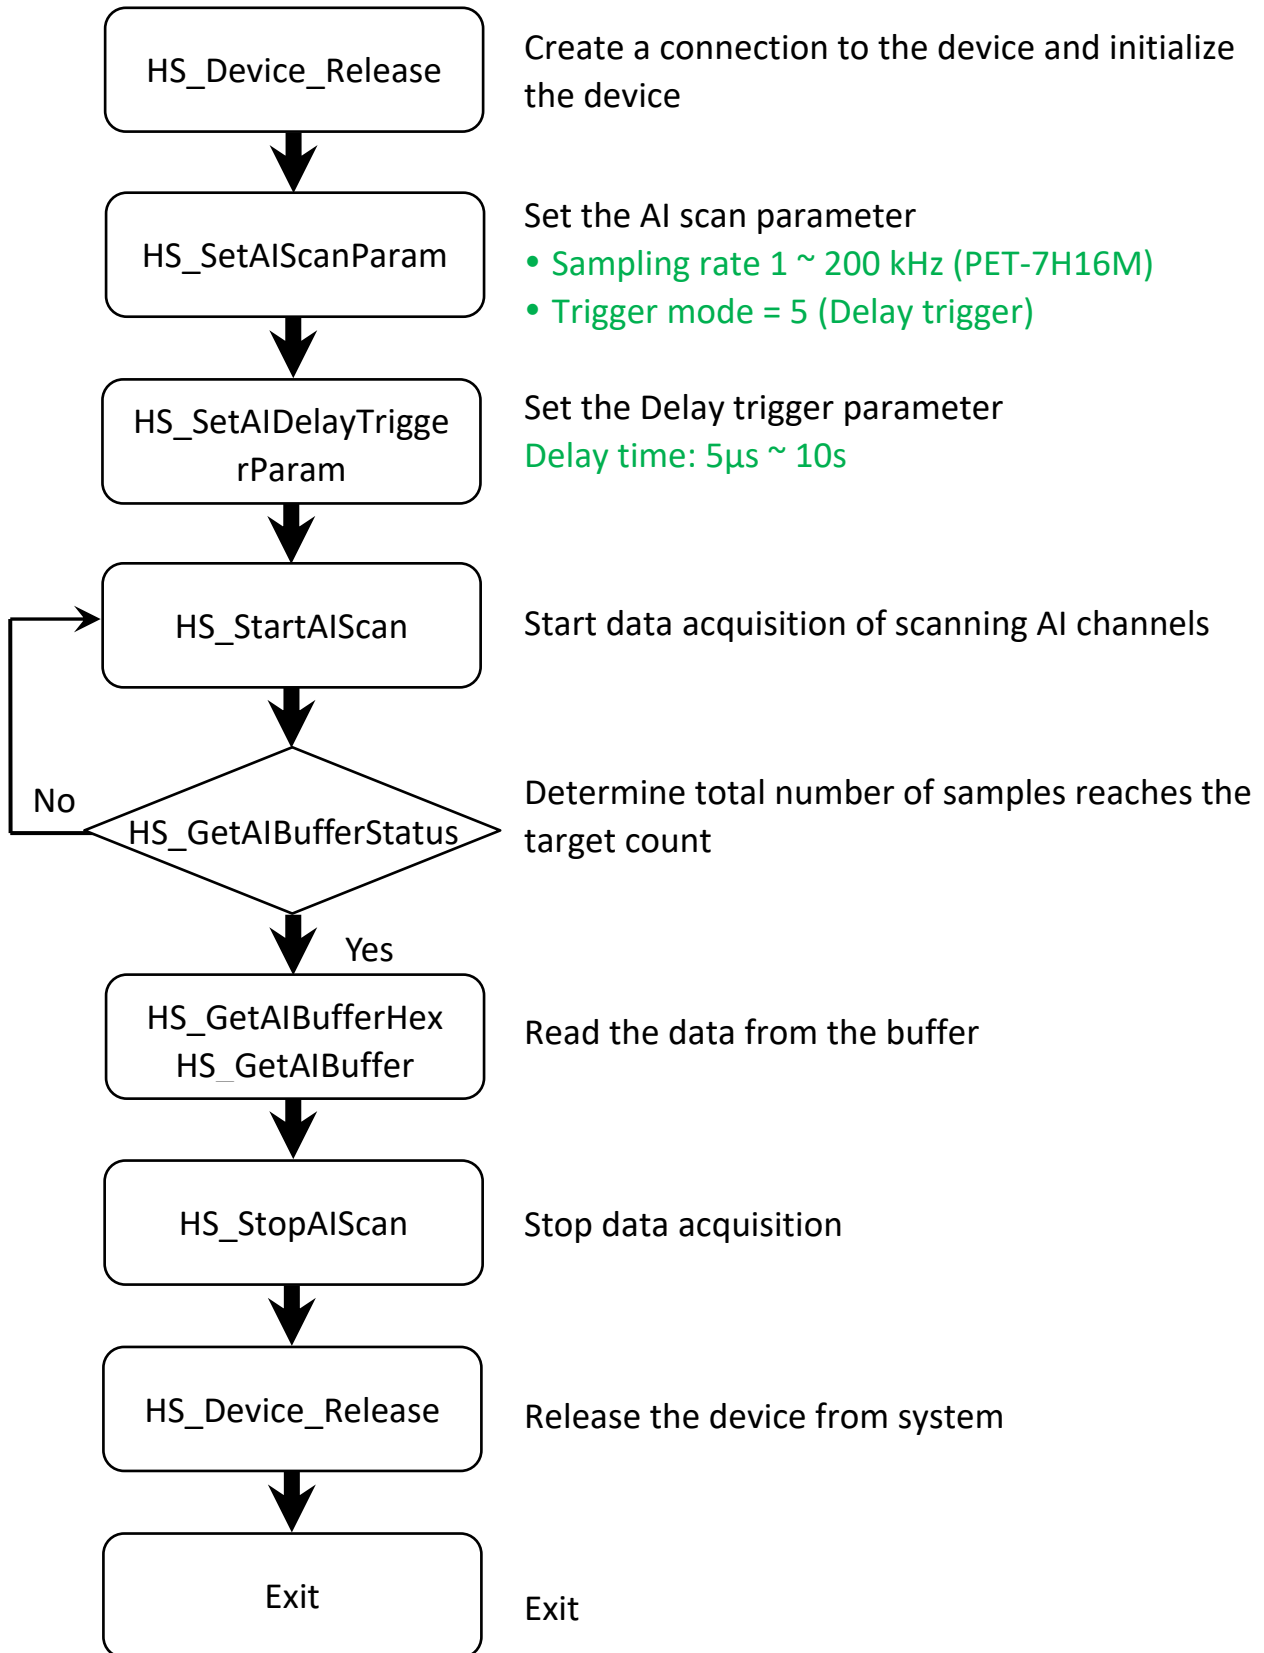 HS_Device_Release
Create a connection to the device and initialize
the device
HS_SetAIScanParam
Set the AI scan parameter
• Sampling rate 1 ~ 200 kHz (PET-7H16M)
• Trigger mode = 5 (Delay trigger)
HS_SetAIDelayTrigge
rParam
Set the Delay trigger parameter
Delay time: 5µs ~ 10s
HS_StartAIScan
Start data acquisition of scanning AI channels
No
HS_GetAIBufferStatus
Determine total number of samples reaches the
target count
Yes
HS_GetAIBufferHex
HS_GetAIBuffer
Read the data from the buffer
HS_StopAIScan
Stop data acquisition
HS_Device_Release
Release the device from system
Exit
Exit